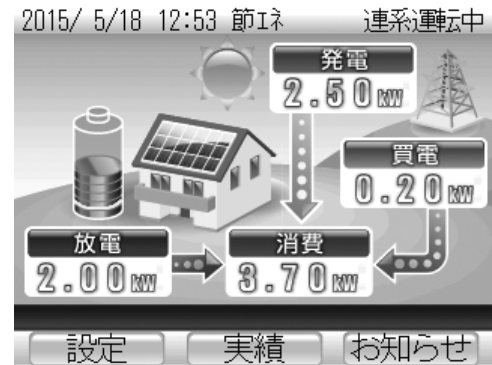 2015/ 5/18 12:53 節エネ 連系運転中
発電
2.50kW
買電
0.20kW
放電
2.00kW
消費
3.70kW
設定 実績 お知らせ